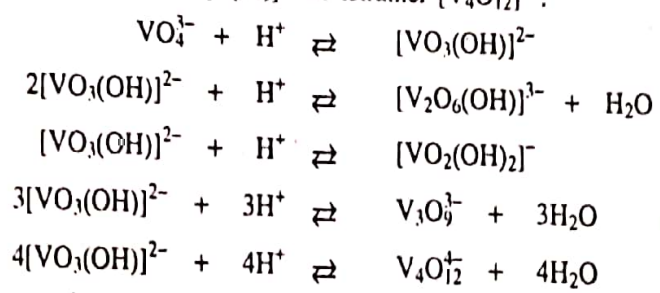 [V₄O₁₂]
VO₄³⁻ + H⁺ ⇄ [VO₃(OH)]²⁻
2[VO₃(OH)]²⁻ + H⁺ ⇄ [V₂O₆(OH)]³⁻ + H₂O
[VO₃(OH)]²⁻ + H⁺ ⇄ [VO₂(OH)₂]⁻
3[VO₃(OH)]²⁻ + 3H⁺ ⇄ V₃O₉³⁻ + 3H₂O
4[VO₃(OH)]²⁻ + 4H⁺ ⇄ V₄O₁₂⁴⁻ + 4H₂O